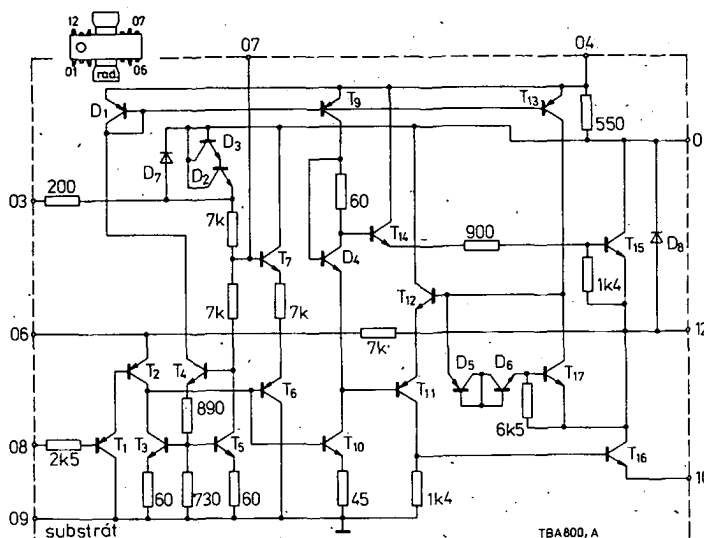 12 07
rad.
01 06
07 04
D1 T9 T13
550
D3
D7 D2
0
200
03
60
7k
T14
900
T15
D8
D4
T7
1k4
7k 7k
T12
06
7k
12
D5 D6
T2 T4
T17
T6
T11
890
6k5
08
2k5
T1 T3 T5
T10
T16
60 730 60 45 1k4
1
09
substrát
TBA800, A